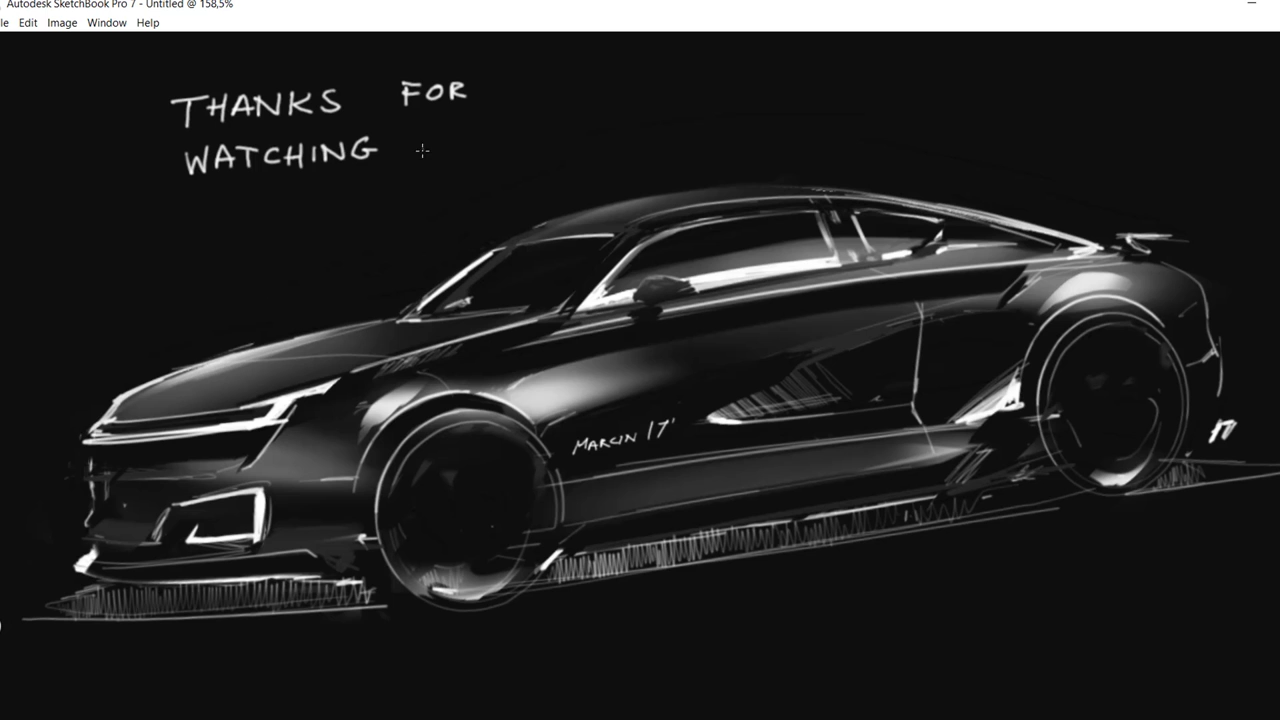 Autodesk SketchBook Pro 7 - Untitled @ 158,5%
le Edit Image Window Help
THANKS FOR
WATCHING
MARCIN 17'